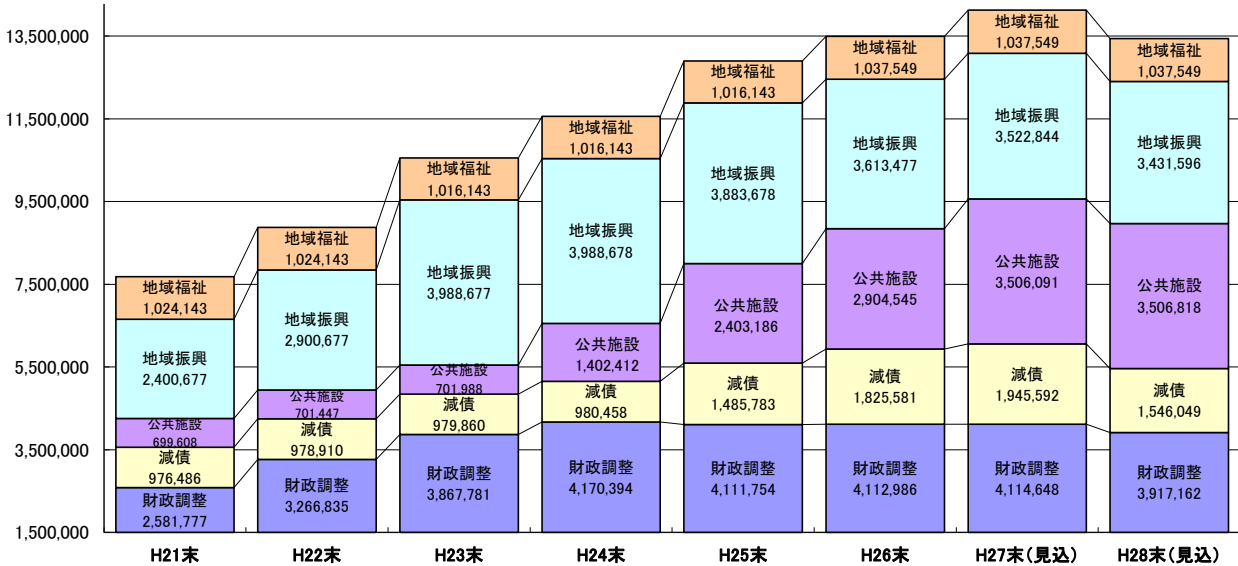 13,500,000
11,500,000
9,500,000
7,500,000
5,500,000
3,500,000
1,500,000
地域福祉
1,024,143
地域振興
2,400,677
公共施設
699,608
減債
976,486
財政調整
2,581,777
H21末
地域福祉
1,024,143
地域振興
2,900,677
公共施設
701,447
減債
978,910
財政調整
3,266,835
H22末
地域福祉
1,016,143
地域振興
3,988,677
公共施設
701,988
減債
979,860
財政調整
3,867,781
H23末
地域福祉
1,016,143
地域振興
3,988,678
公共施設
1,402,412
減債
980,458
財政調整
4,170,394
H24末
地域福祉
1,016,143
地域振興
3,883,678
公共施設
2,403,186
減債
1,485,783
財政調整
4,111,754
H25末
地域福祉
1,037,549
地域振興
3,613,477
公共施設
2,904,545
減債
1,825,581
財政調整
4,112,986
H26末
地域福祉
1,037,549
地域振興
3,522,844
公共施設
3,506,091
減債
1,945,592
財政調整
4,114,648
H27末(見込)
地域福祉
1,037,549
地域振興
3,431,596
公共施設
3,506,818
減債
1,546,049
財政調整
3,917,162
H28末(見込)